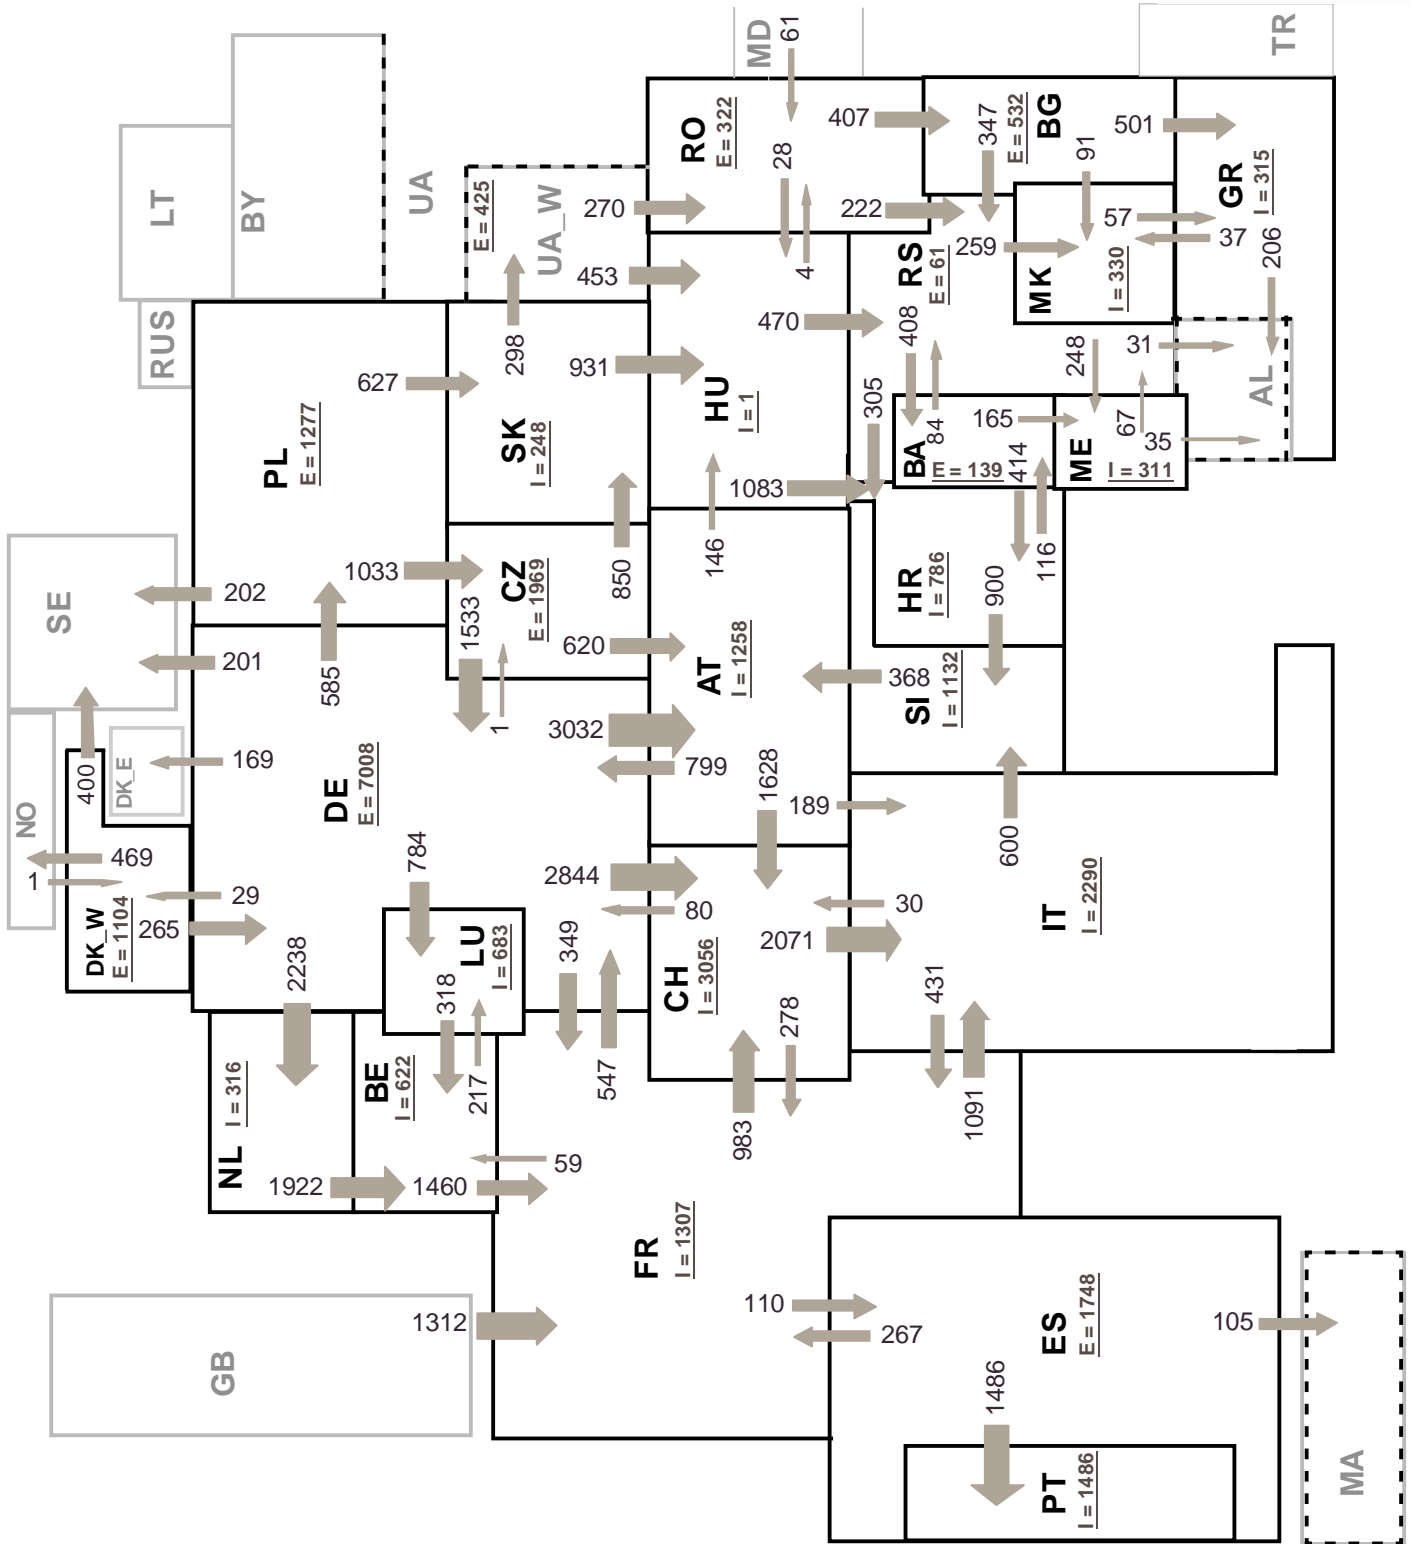 MD
61
TR
RO
E = 322
407
347
E = 532
BG
501
28
91
LT
BY
UA
E = 425
UA_W
270
222
57
GR
I = 315
37
206
259
RS
E = 61
MK
I = 330
453
4
470
408
RUS
298
931
627
HU
I = 1
305
248
31
AL
PL
E = 1277
SK
I = 248
BA
84
E = 139
165
414
ME
67
35
I = 311
1083
146
850
116
SE
202
1033
CZ
E = 1969
HR
I = 786
900
201
585
1533
620
1
AT
I = 1258
368
SI
I = 1132
3032
799
400
DK_E
169
NO
DE
E = 7008
1628
189
600
469
1
784
2844
80
30
29
265
DK_W
E = 1104
2238
LU
I = 683
349
2071
IT
I = 2290
318
CH
I = 3056
278
431
547
NL
I = 316
BE
I = 622
217
983
1091
59
1922
1460
FR
I = 1307
GB
1312
110
267
ES
E = 1748
105
1486
PT
I = 1486
MA